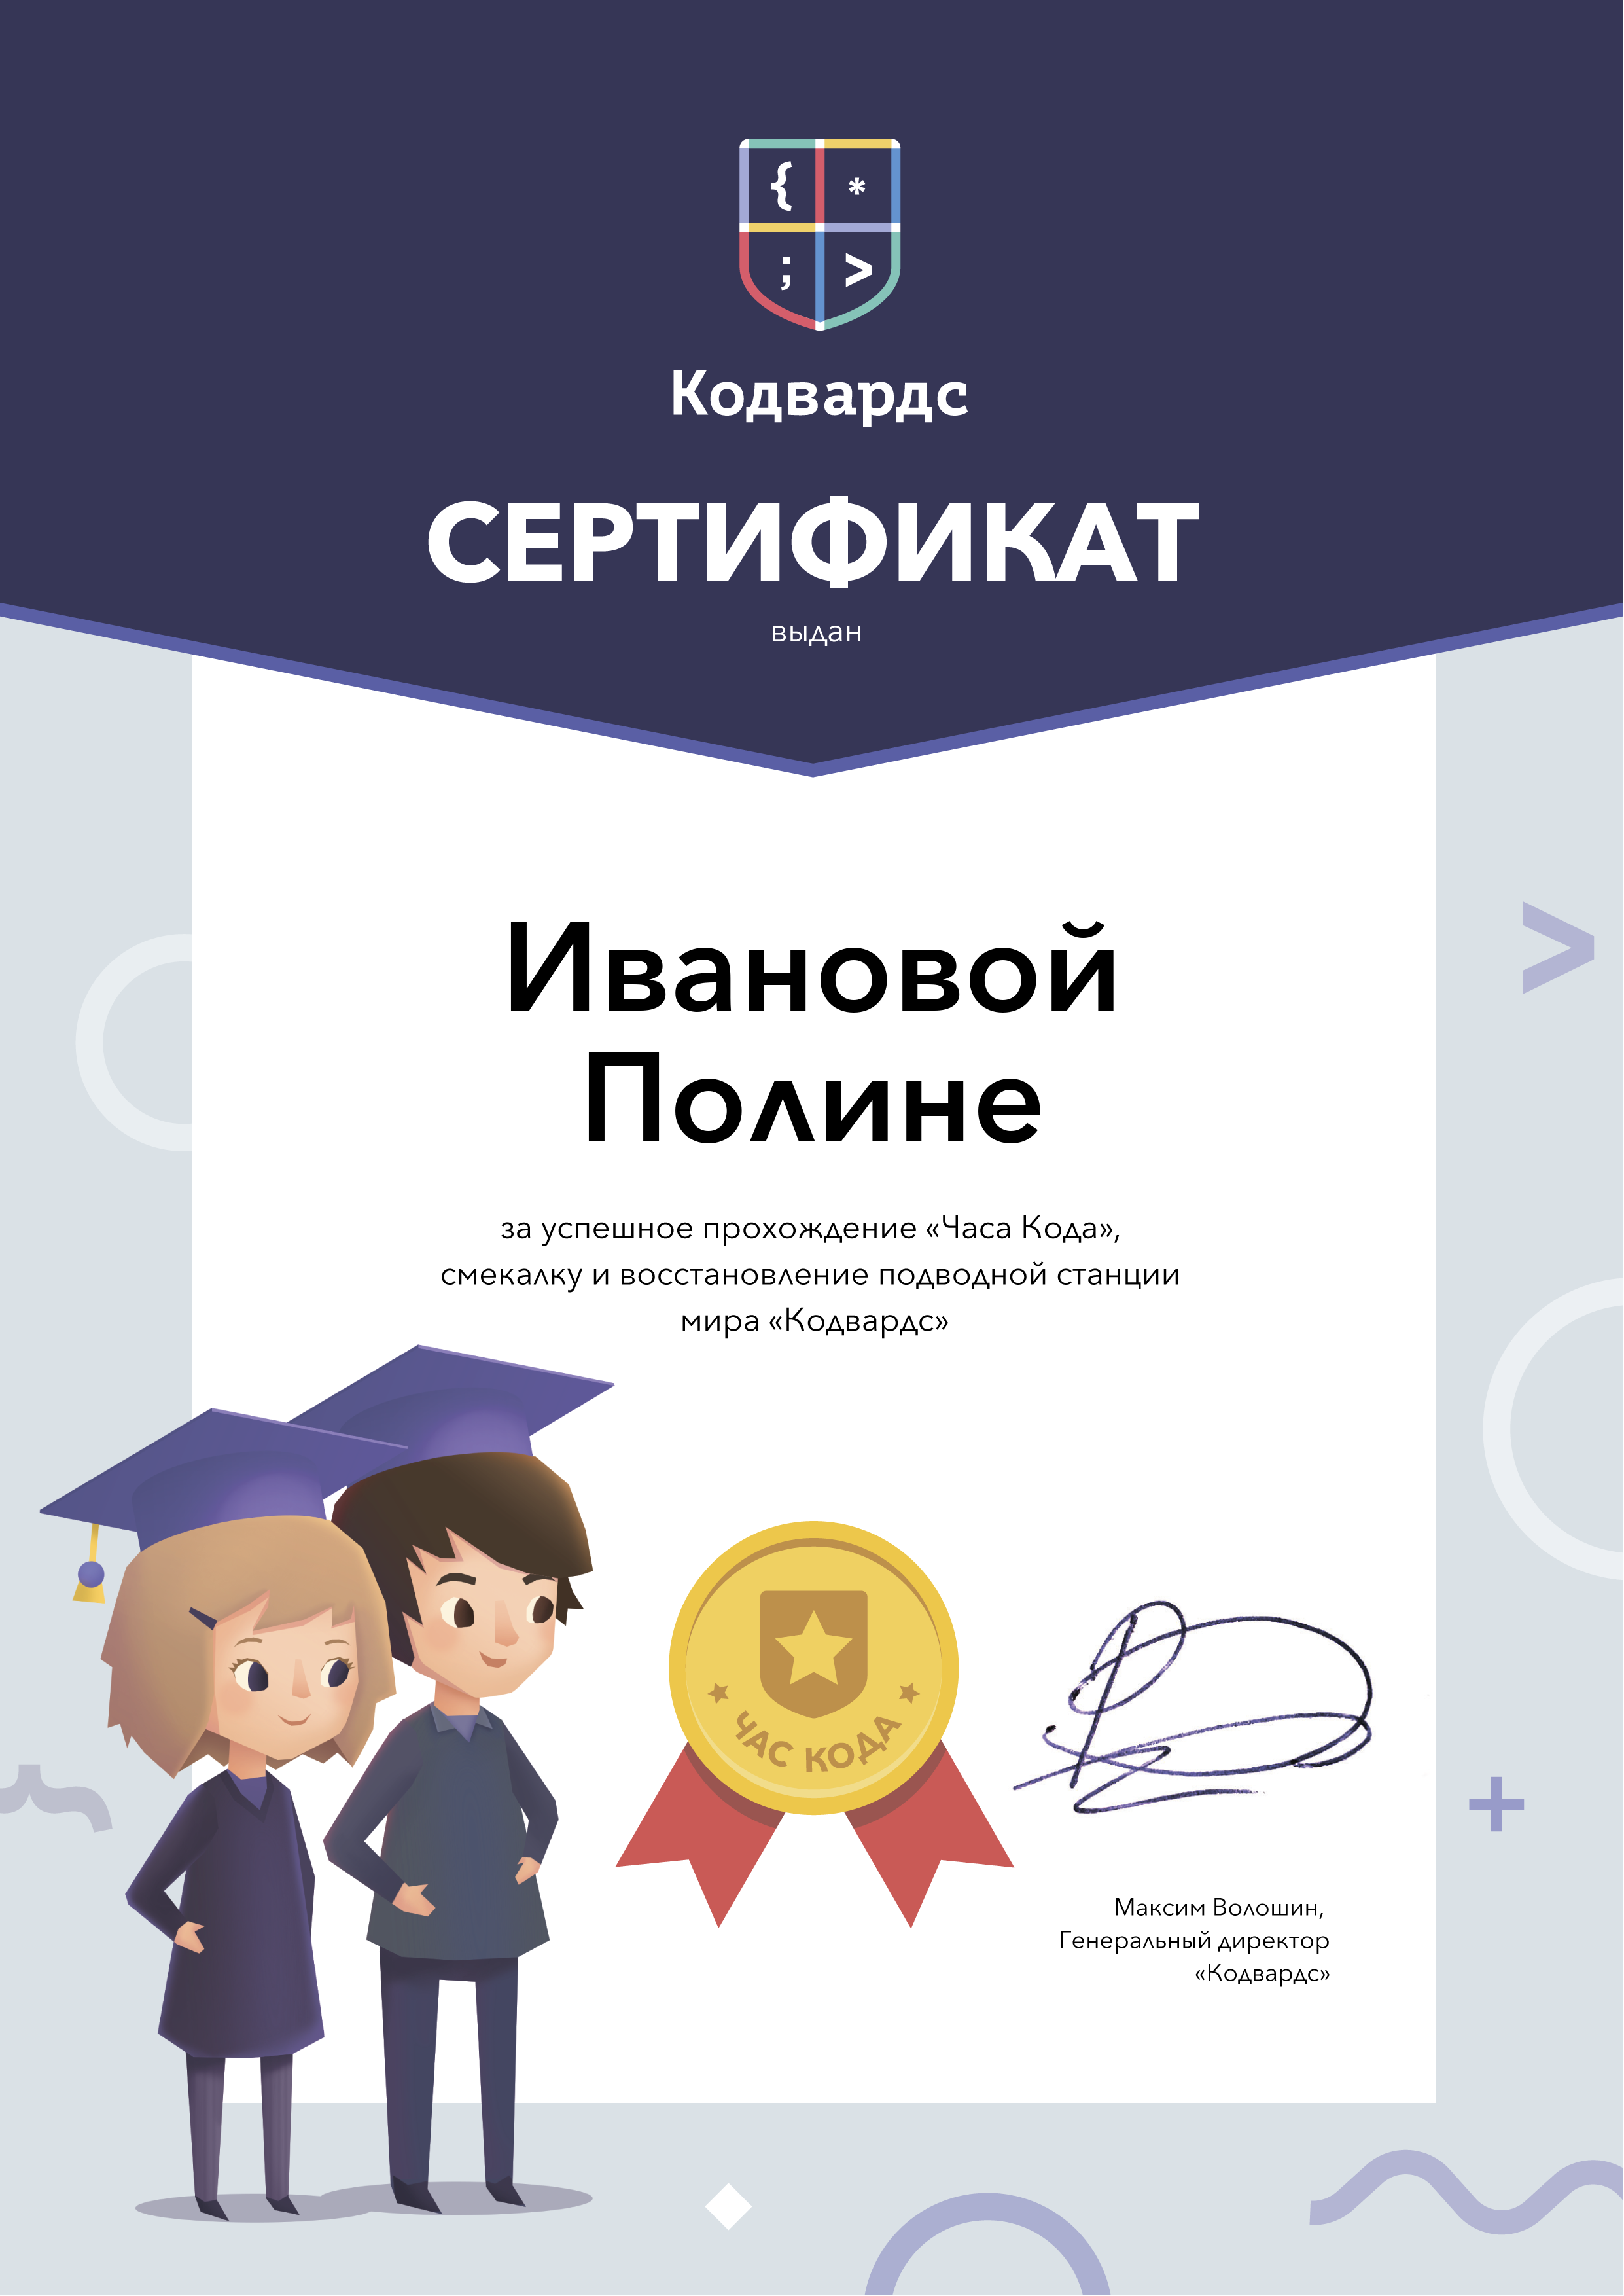 { *
; >
Кодвардс
СЕРТИФИКАТ
выдан
Ивановой
Полине
за успешное прохождение «Часа Кода»,
смекалку и восстановление подводной станции
мира «Кодвардс»
ЧАС КОДА
Максим Волошин,
Генеральный директор
«Кодвардс»